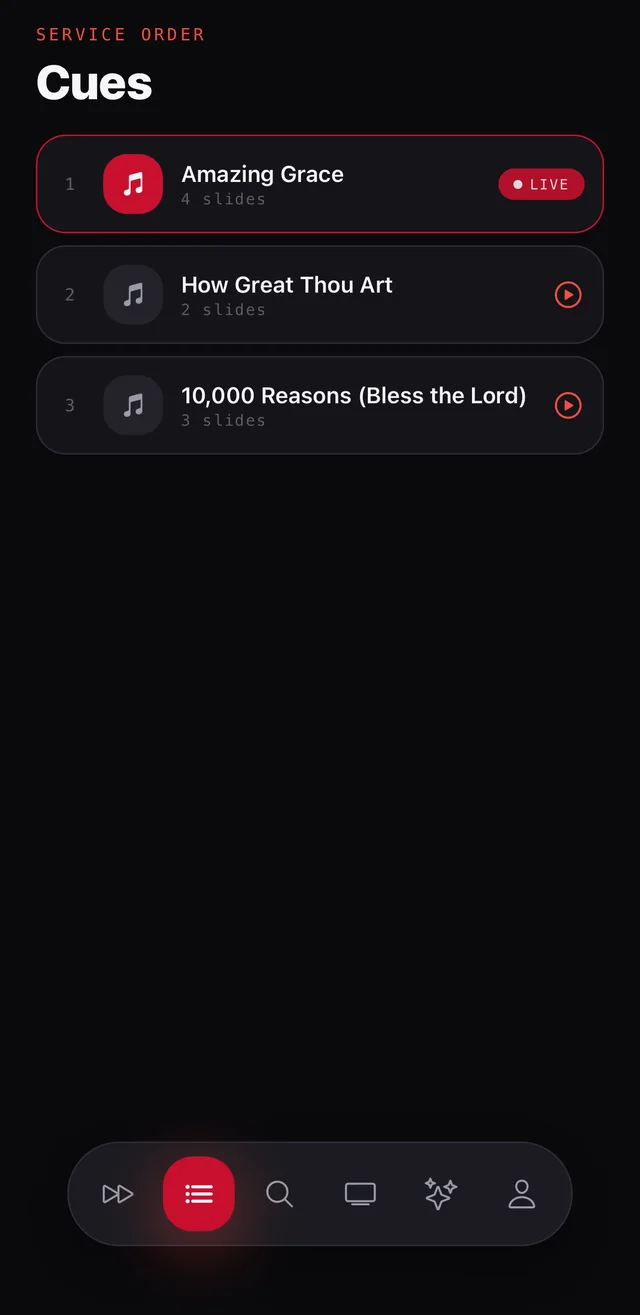 SERVICE ORDER
Cues
1
Amazing Grace
4 slides
LIVE
2
How Great Thou Art
2 slides
3
10,000 Reasons (Bless the Lord)
3 slides